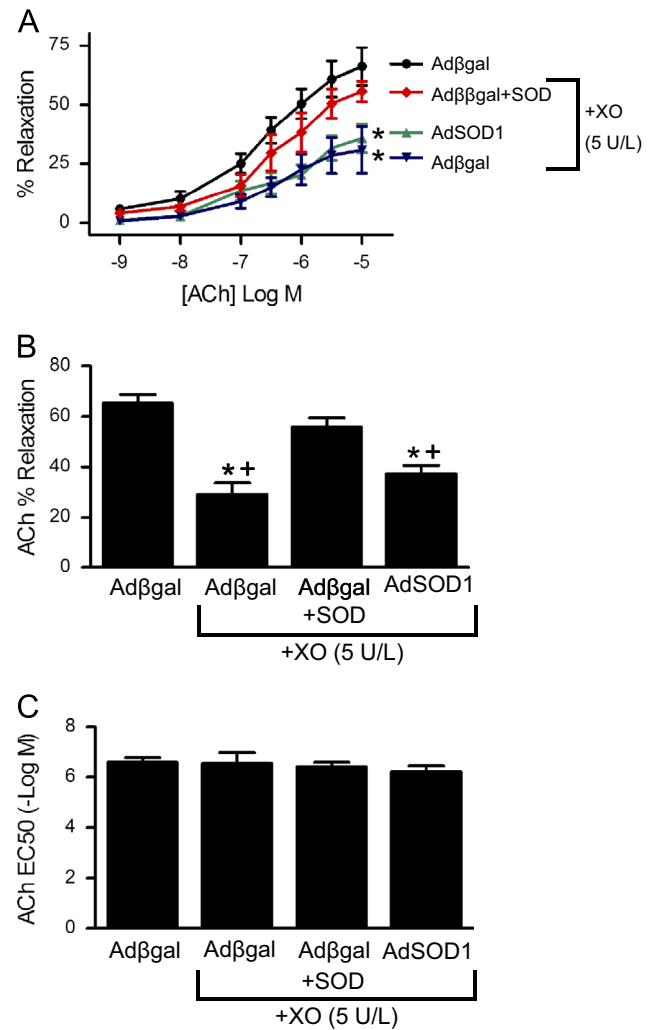 A
75
50
25
0
% Relaxation
-9 -8 -7 -6 -5
[ACh] Log M
Adβgal
Adββgal+SOD
AdSOD1
Adβgal
*
*
+XO
(5 U/L)
B
80
60
40
20
0
ACh % Relaxation
*+
*+
Adβgal Adβgal Adβgal AdSOD1
+SOD
+XO (5 U/L)
C
8
6
4
2
0
ACh EC50 (-Log M)
Adβgal Adβgal Adβgal AdSOD1
+SOD
+XO (5 U/L)